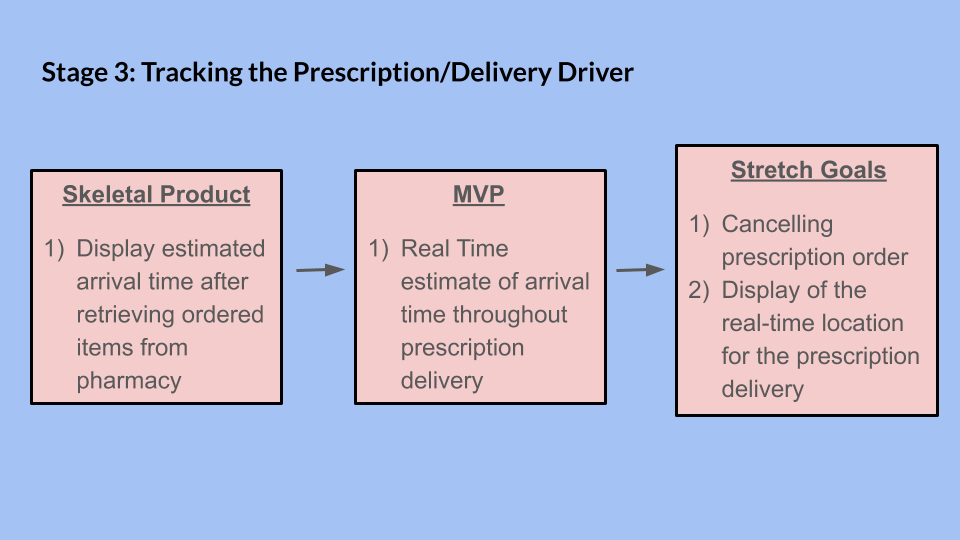 Stage 3: Tracking the Prescription/Delivery Driver
Skeletal Product
1) Display estimated
arrival time after
retrieving ordered
items from
pharmacy
MVP
1) Real Time
estimate of arrival
time throughout
prescription
delivery
Stretch Goals
1) Cancelling
prescription order
2) Display of the
real-time location
for the prescription
delivery